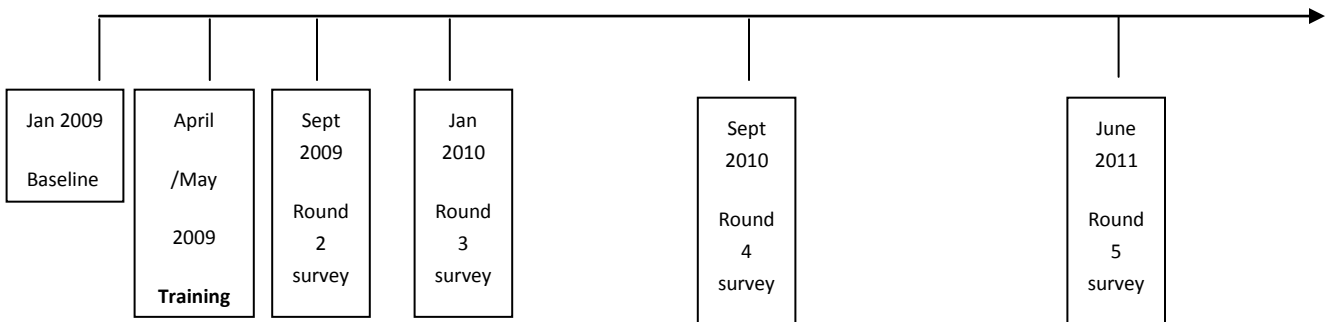 Jan 2009
Baseline
April
/May
2009
Training
Sept
2009
Round
2
survey
Jan
2010
Round
3
survey
Sept
2010
Round
4
survey
June
2011
Round
5
survey